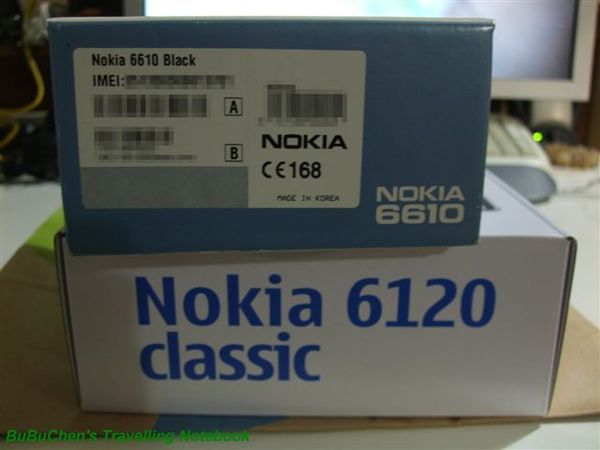 Nokia 6610 Black
IMEI:
A
B
NOKIA
CE168
MADE IN KOREA
NOKIA
6610
Nokia 6120
classic
BuBuChen's Travelling Notebook